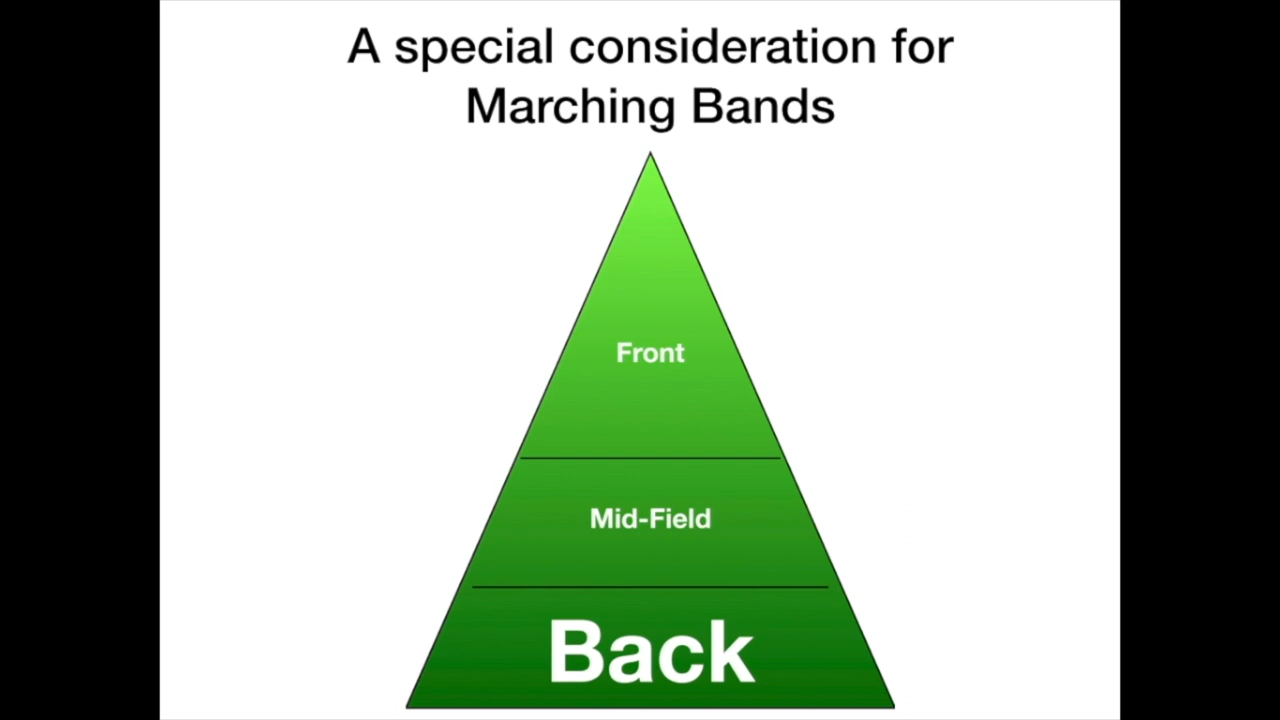 A special consideration for
Marching Bands
Front
Mid-Field
Back